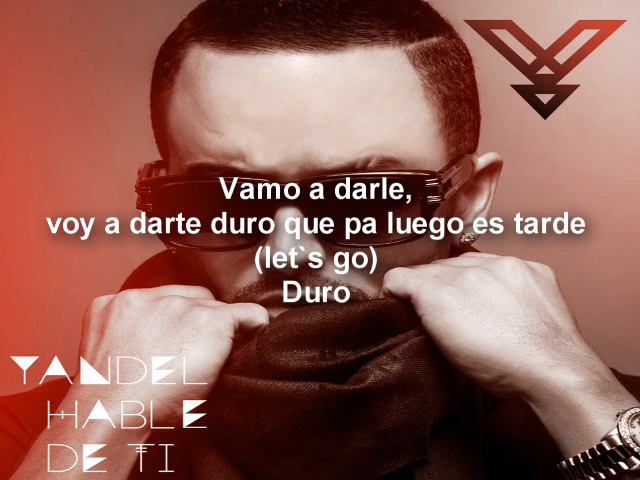 Vamo a darle,
voy a darte duro que pa luego es tarde
(let`s go)
Duro
YANDEL
HABLE
DE TI